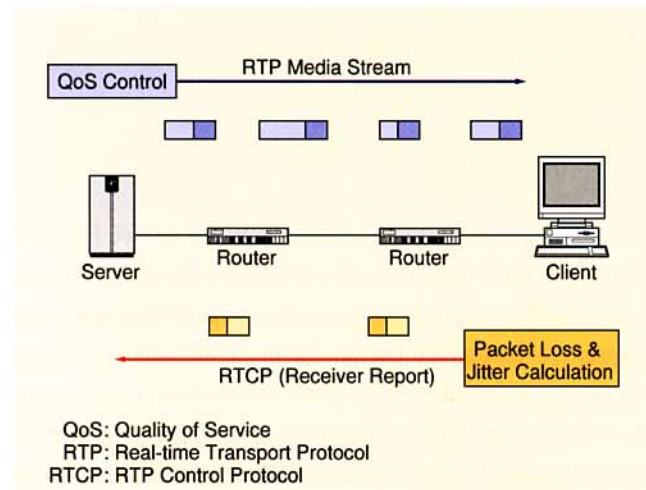 QoS Control
RTP Media Stream
Server
Router
Router
Client
RTCP (Receiver Report)
Packet Loss &
Jitter Calculation
QoS: Quality of Service
RTP: Real-time Transport Protocol
RTCP: RTP Control Protocol